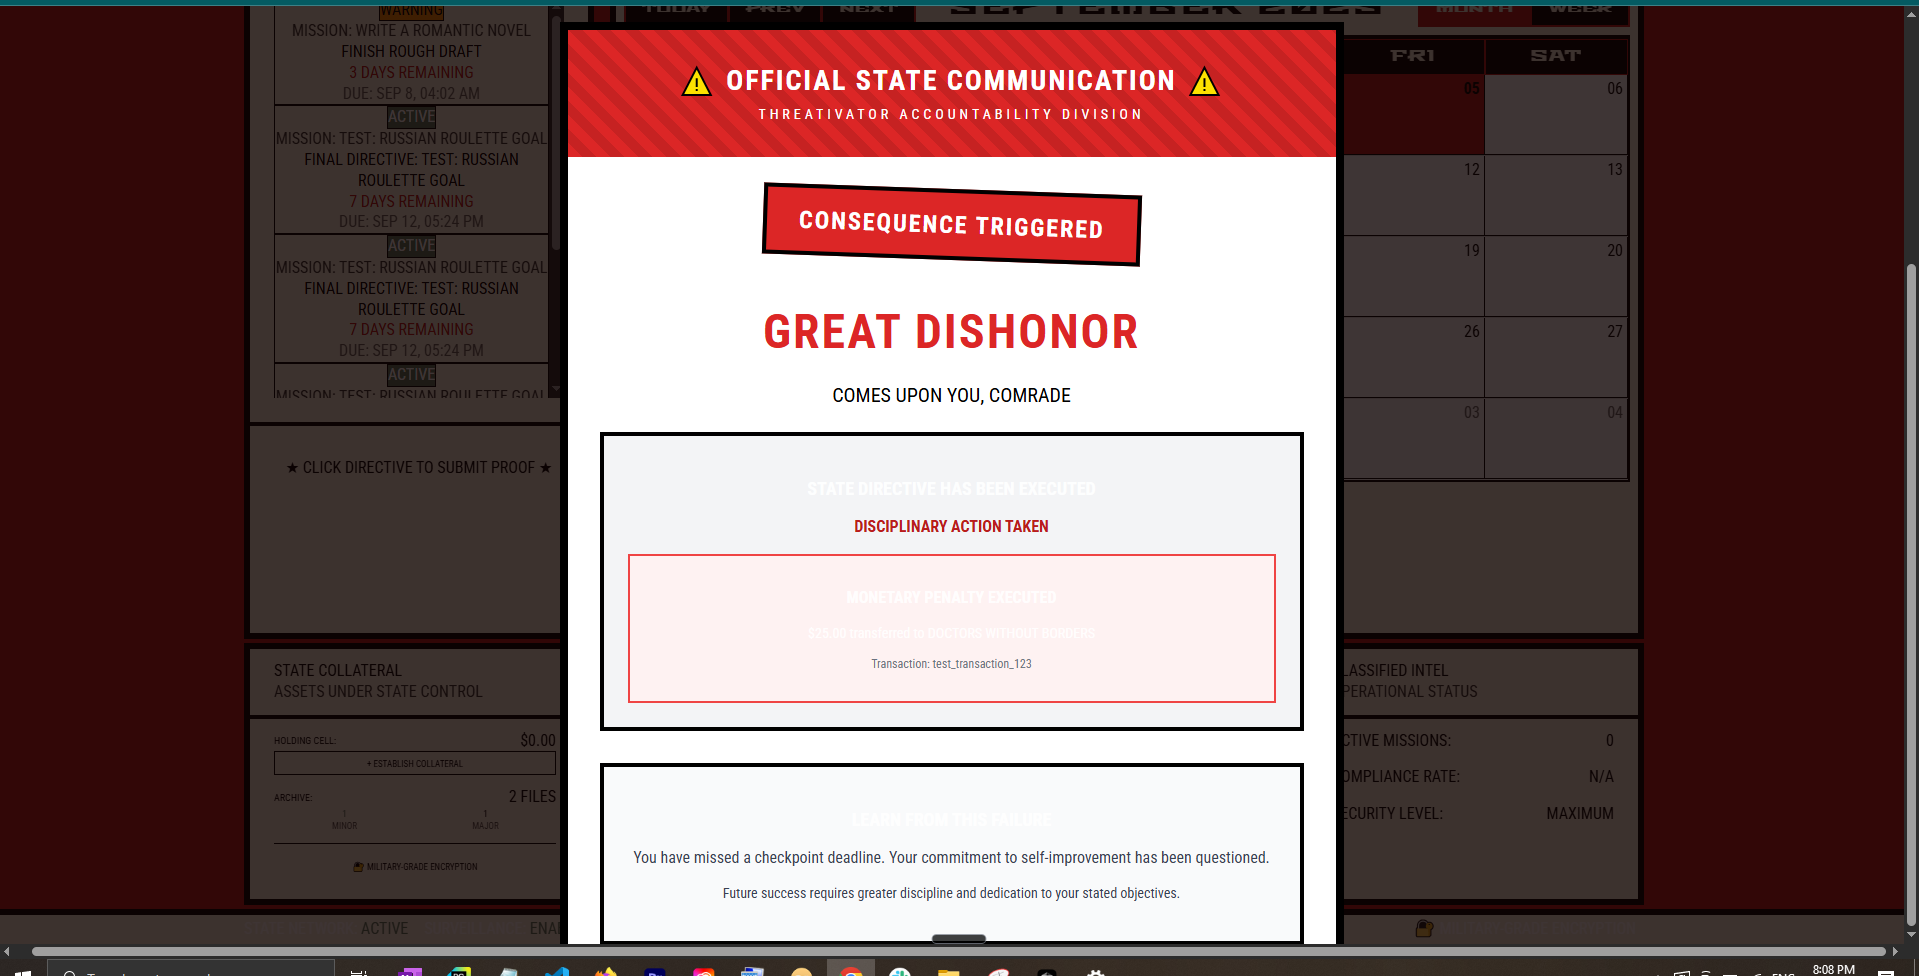 WARNING
MISSION: WRITE A ROMANTIC NOVEL
FINISH ROUGH DRAFT
3 DAYS REMAINING
DUE: SEP 8, 04:02 AM
ACTIVE
MISSION: TEST: RUSSIAN ROULETTE GOAL
FINAL DIRECTIVE: TEST: RUSSIAN
ROULETTE GOAL
7 DAYS REMAINING
DUE: SEP 12, 05:24 PM
ACTIVE
MISSION: TEST: RUSSIAN ROULETTE GOAL
FINAL DIRECTIVE: TEST: RUSSIAN
ROULETTE GOAL
7 DAYS REMAINING
DUE: SEP 12, 05:24 PM
ACTIVE
MISSION: TEST: RUSSIAN ROULETTE GOAL
★ CLICK DIRECTIVE TO SUBMIT PROOF ★
TODAY PREV NEXT
MONTH WEEK
FRI SAT
05 06
12 13
19 20
26 27
03 04
OFFICIAL STATE COMMUNICATION
THREATIVATOR ACCOUNTABILITY DIVISION
CONSEQUENCE TRIGGERED
GREAT DISHONOR
COMES UPON YOU, COMRADE
STATE DIRECTIVE HAS BEEN EXECUTED
DISCIPLINARY ACTION TAKEN
MONETARY PENALTY EXECUTED
$25.00 transferred to DOCTORS WITHOUT BORDERS
Transaction: test_transaction_123
LEARN FROM THIS FAILURE
You have missed a checkpoint deadline. Your commitment to self-improvement has been questioned.
Future success requires greater discipline and dedication to your stated objectives.
STATE COLLATERAL
ASSETS UNDER STATE CONTROL
HOLDING CELL: $0.00
+ ESTABLISH COLLATERAL
ARCHIVE: 2 FILES
1 1
MINOR MAJOR
MILITARY-GRADE ENCRYPTION
LASSIFIED INTEL
PERATIONAL STATUS
CTIVE MISSIONS: 0
OMPLIANCE RATE: N/A
ECURITY LEVEL: MAXIMUM
ACTIVE
ENA
8:08 PM